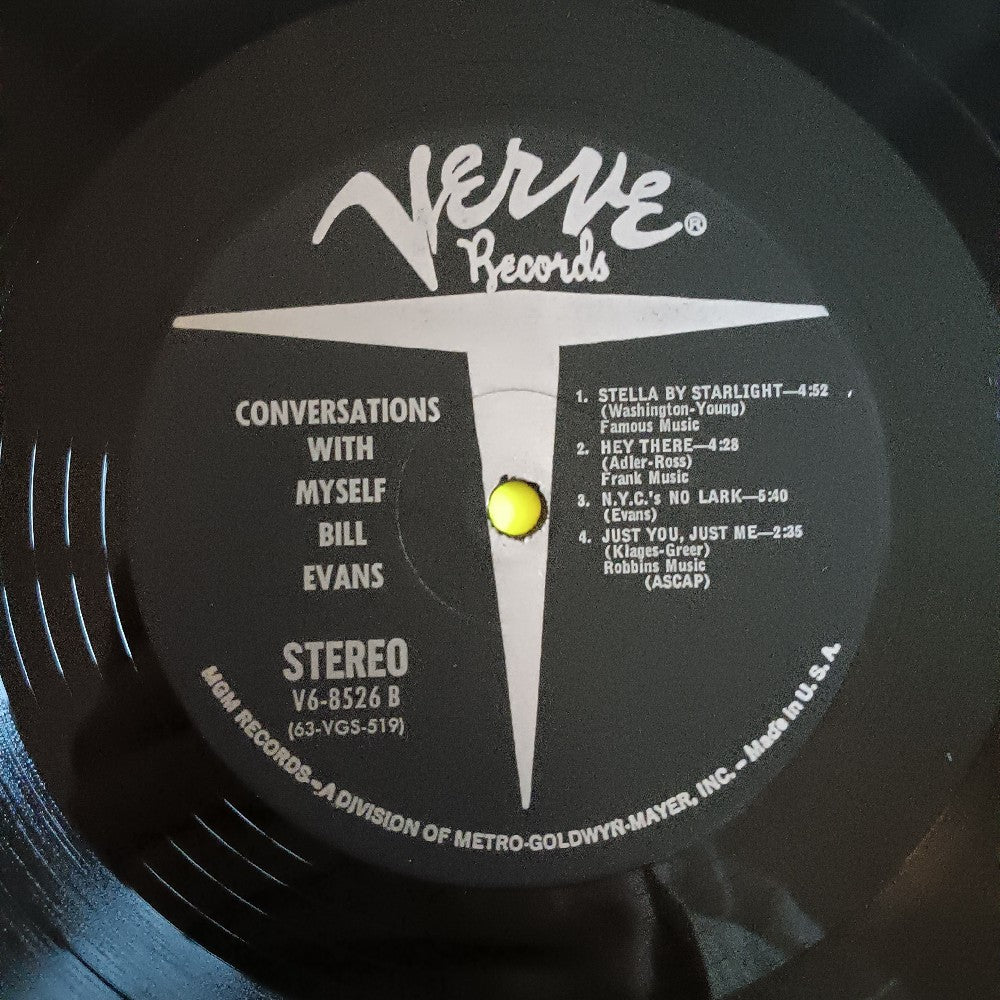 Verve®
Records
CONVERSATIONS
WITH
MYSELF
BILL
EVANS
STEREO
V6-8526 B
(63-VGS-519)
1. STELLA BY STARLIGHT—4:52
(Washington-Young)
Famous Music
2. HEY THERE—4:28
(Adler-Ross)
Frank Music
3. N.Y.C.'s NO LARK—5:40
(Evans)
4. JUST YOU, JUST ME—2:35
(Klages-Greer)
Robbins Music
(ASCAP)
MGM RECORDS—A DIVISION OF METRO-GOLDWYN-MAYER, INC. – Made in U. S. A.